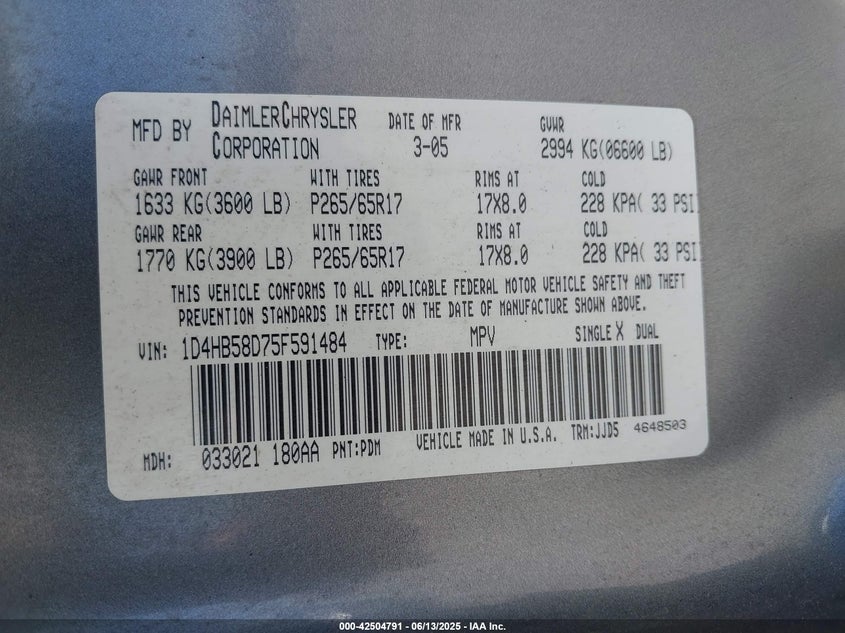 MFD BY DAIMLERCHRYSLER CORPORATION DATE OF MFR 3-05 GVWR 2994 KG(06600 LB)
GAWR FRONT WITH TIRES RIMS AT COLD
1633 KG(3600 LB) P265/65R17 17X8.0 228 KPA( 33 PSI
GAWR REAR WITH TIRES RIMS AT COLD
1770 KG(3900 LB) P265/65R17 17X8.0 228 KPA( 33 PSI
THIS VEHICLE CONFORMS TO ALL APPLICABLE FEDERAL MOTOR VEHICLE SAFETY AND THEFT
PREVENTION STANDARDS IN EFFECT ON THE DATE OF MANUFACTURE SHOWN ABOVE.
VIN: 1D4HB58D75F591484 TYPE: MPV SINGLE X DUAL
MDH: 033021 180AA PNT:PDM VEHICLE MADE IN U.S.A. TRM:JJD5 4648503
000-42504791 - 06/13/2025 - IAA Inc.